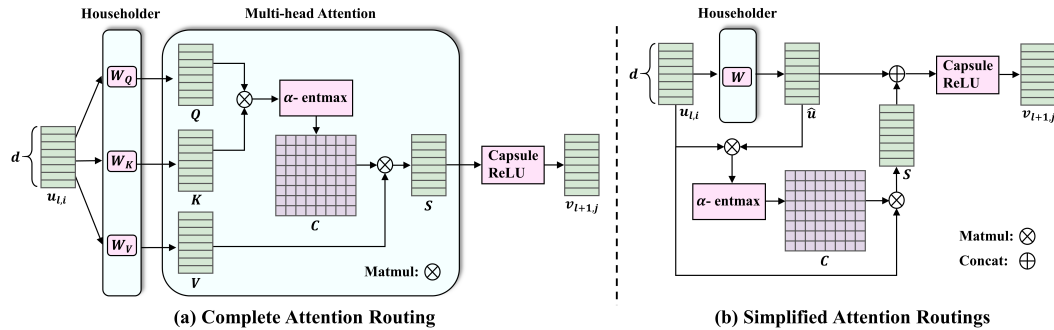 Householder
Multi-head Attention
W_Q
W_K
W_V
d
u_{l,i}
Q
K
V
α- entmax
C
S
Capsule
ReLU
v_{l+1,j}
Matmul:
(a) Complete Attention Routing
Householder
d
u_{l,i}
W
û
Capsule
ReLU
v_{l+1,j}
S
α- entmax
C
Matmul:
Concat:
(b) Simplified Attention Routings